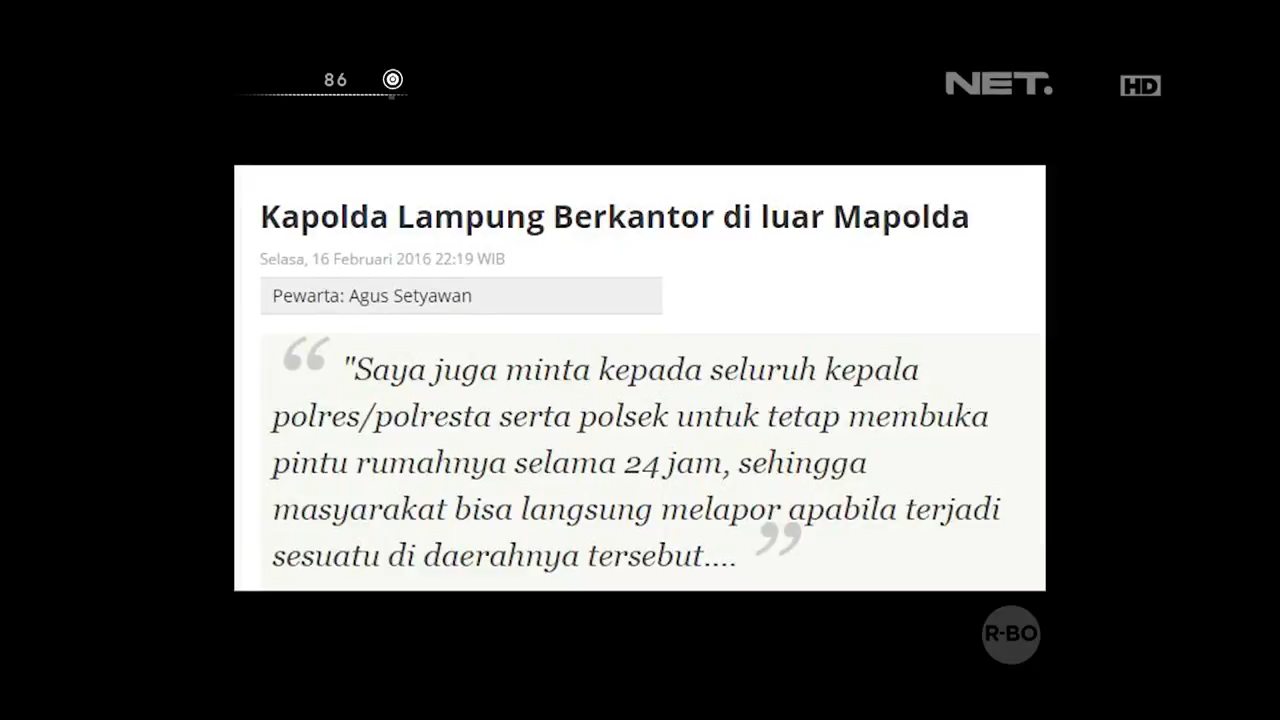 86
NET.
HD
Kapolda Lampung Berkantor di luar Mapolda
Selasa, 16 Februari 2016 22:19 WIB
Pewarta: Agus Setyawan
“ "Saya juga minta kepada seluruh kepala
polres/polresta serta polsek untuk tetap membuka
pintu rumahnya selama 24 jam, sehingga
masyarakat bisa langsung melapor apabila terjadi
sesuatu di daerahnya tersebut.... ”
R-BO